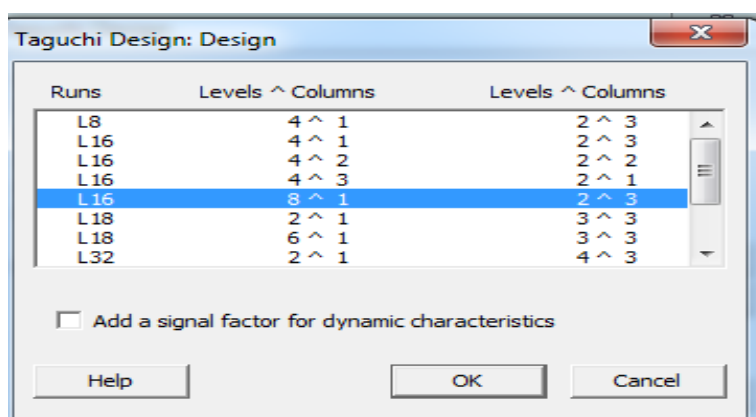 Taguchi Design: Design
Runs Levels ^ Columns Levels ^ Columns
L8 4 ^ 1 2 ^ 3
L16 4 ^ 1 2 ^ 3
L16 4 ^ 2 2 ^ 2
L16 4 ^ 3 2 ^ 1
L16 8 ^ 1 2 ^ 3
L18 2 ^ 1 3 ^ 3
L18 6 ^ 1 3 ^ 3
L32 2 ^ 1 4 ^ 3
Add a signal factor for dynamic characteristics
Help OK Cancel